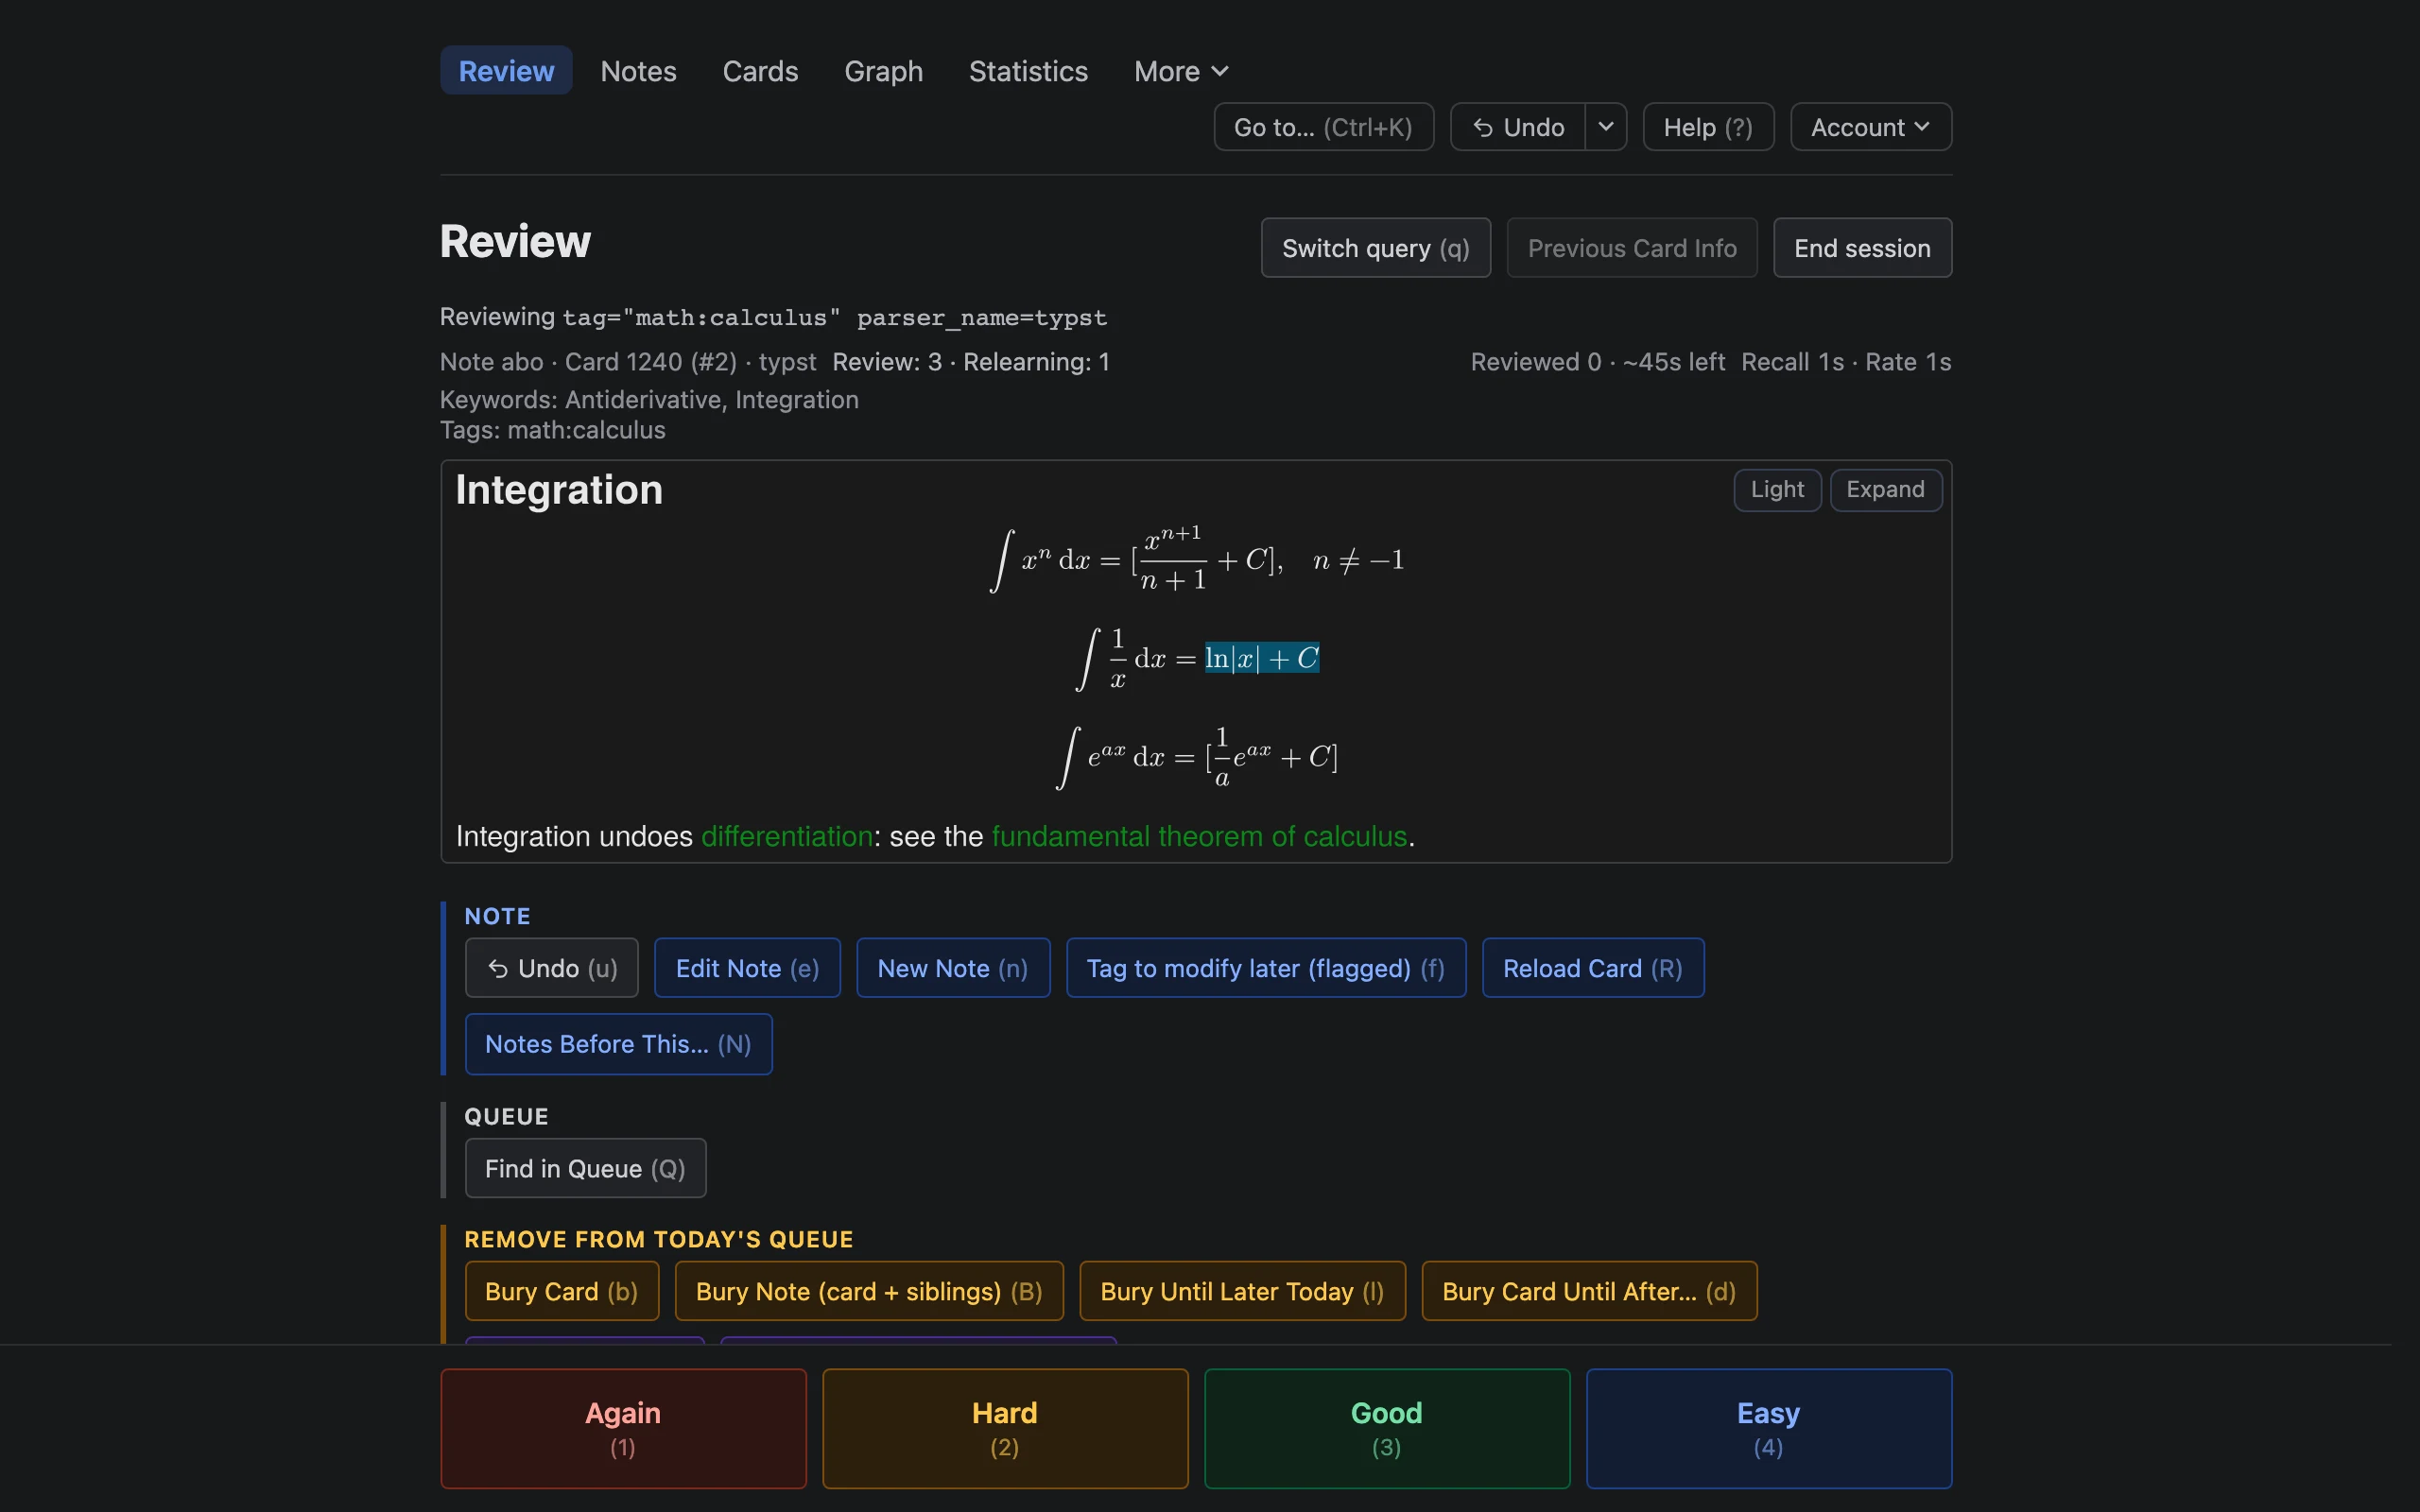 Review Notes Cards Graph Statistics More
Go to... (Ctrl+K) Undo Help (?) Account
Review
Switch query (q) Previous Card Info End session
Reviewing tag="math:calculus" parser_name=typst
Note abo · Card 1240 (#2) · typst Review: 3 · Relearning: 1 Reviewed 0 · ~45s left Recall 1s · Rate 1s
Keywords: Antiderivative, Integration
Tags: math:calculus
Integration Light Expand
∫ xⁿ dx = [xⁿ⁺¹/(n + 1) + C], n ≠ −1
∫ 1/x dx = ln|x| + C
∫ eᵃˣ dx = [1/a eᵃˣ + C]
Integration undoes differentiation: see the fundamental theorem of calculus.
NOTE
Undo (u) Edit Note (e) New Note (n) Tag to modify later (flagged) (f) Reload Card (R)
Notes Before This... (N)
QUEUE
Find in Queue (Q)
REMOVE FROM TODAY'S QUEUE
Bury Card (b) Bury Note (card + siblings) (B) Bury Until Later Today (l) Bury Card Until After... (d)
Again Hard Good Easy
(1) (2) (3) (4)